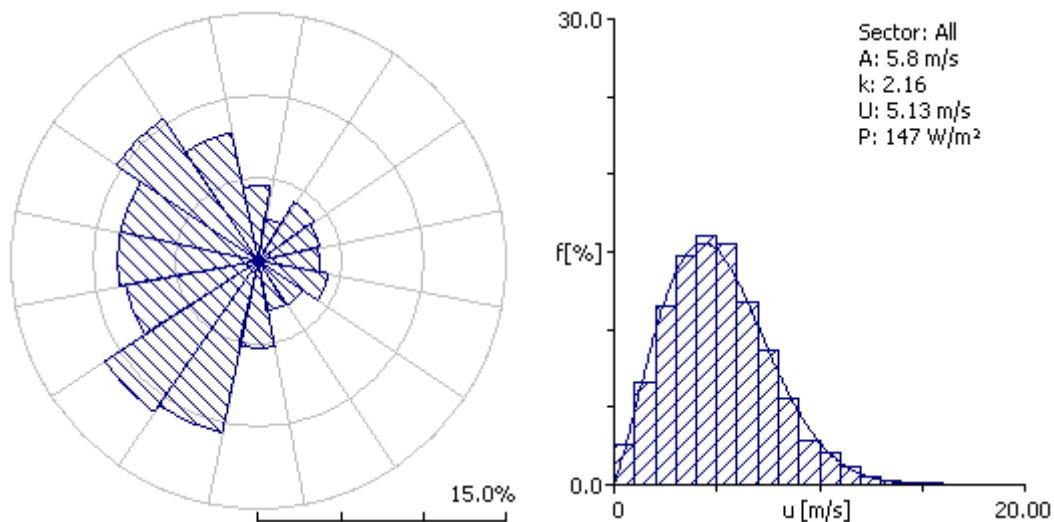 15.0%
30.0
Sector: All
A: 5.8 m/s
k: 2.16
U: 5.13 m/s
P: 147 W/m²
f[%]
0.0
0
u [m/s]
20.00